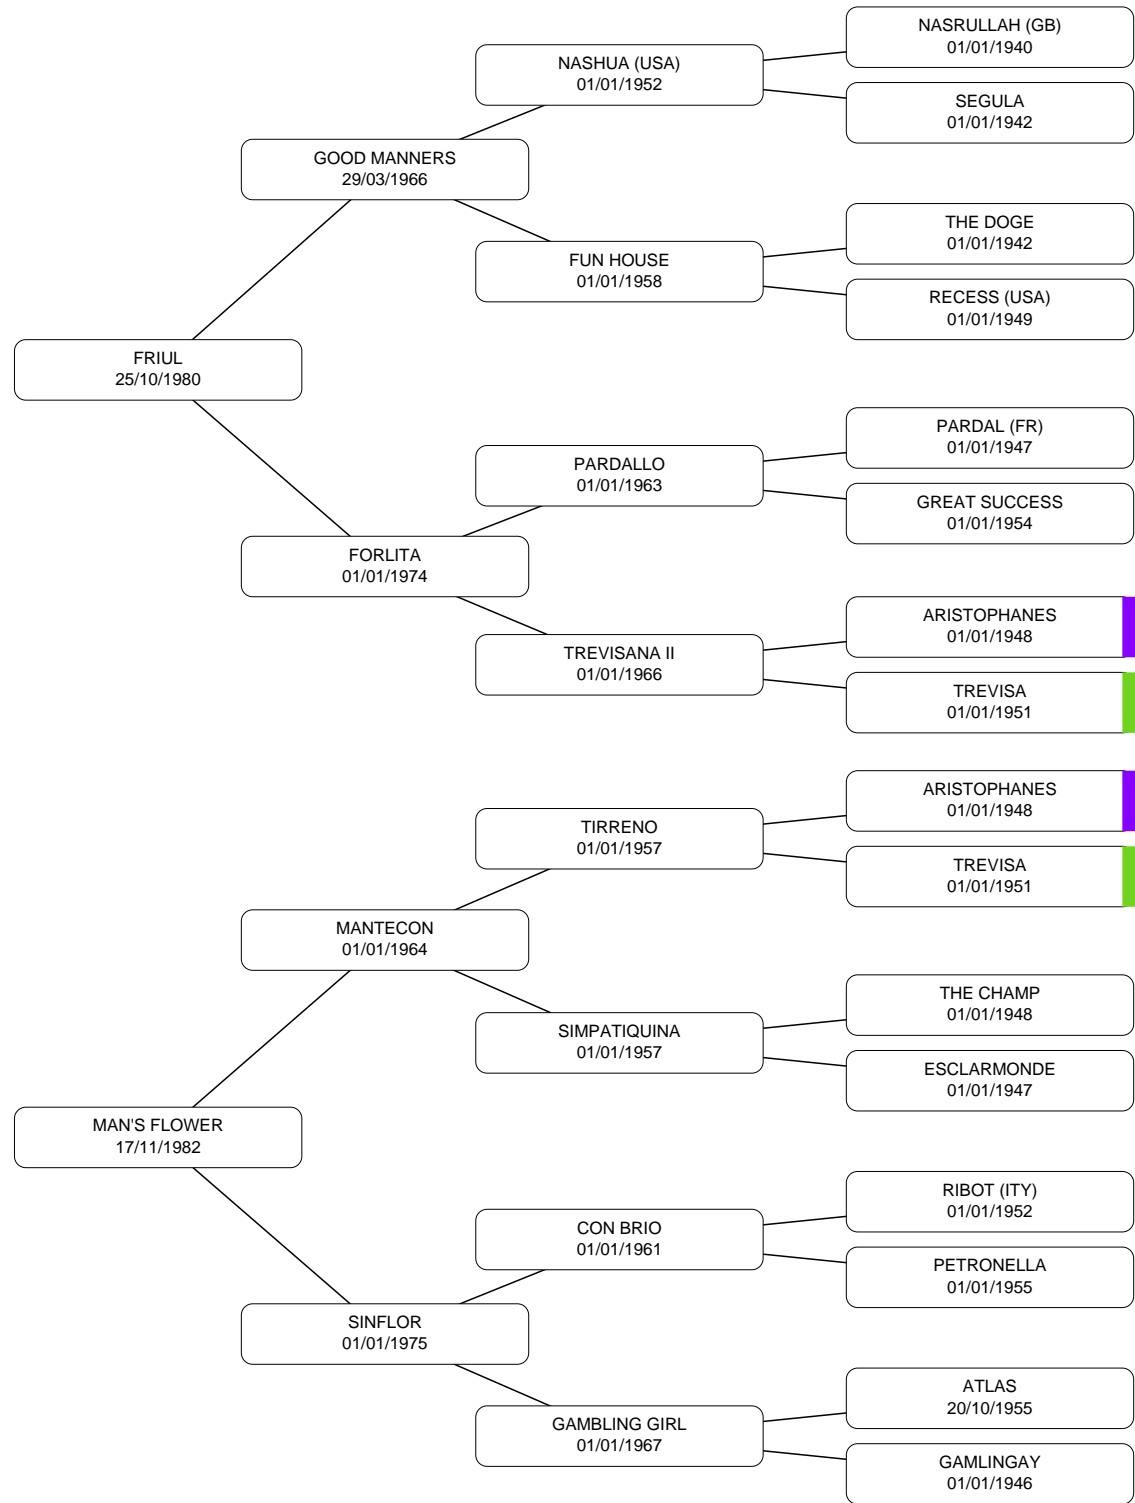 NASRULLAH (GB)
01/01/1940
NASHUA (USA)
01/01/1952
SEGULA
01/01/1942
GOOD MANNERS
29/03/1966
THE DOGE
01/01/1942
FUN HOUSE
01/01/1958
RECESS (USA)
01/01/1949
FRIUL
25/10/1980
PARDAL (FR)
01/01/1947
PARDALLO
01/01/1963
GREAT SUCCESS
01/01/1954
FORLITA
01/01/1974
ARISTOPHANES
01/01/1948
TREVISANA II
01/01/1966
TREVISA
01/01/1951
ARISTOPHANES
01/01/1948
TIRRENO
01/01/1957
TREVISA
01/01/1951
MANTECON
01/01/1964
THE CHAMP
01/01/1948
SIMPATIQUINA
01/01/1957
ESCLARMONDE
01/01/1947
MAN'S FLOWER
17/11/1982
RIBOT (ITY)
01/01/1952
CON BRIO
01/01/1961
PETRONELLA
01/01/1955
SINFLOR
01/01/1975
ATLAS
20/10/1955
GAMBLING GIRL
01/01/1967
GAMLINGAY
01/01/1946